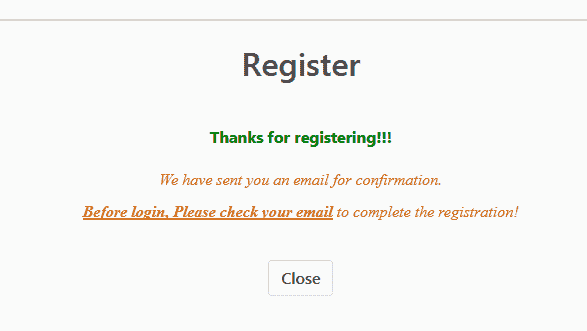 Register
Thanks for registering!!!
We have sent you an email for confirmation.
Before login, Please check your email to complete the registration!
Close